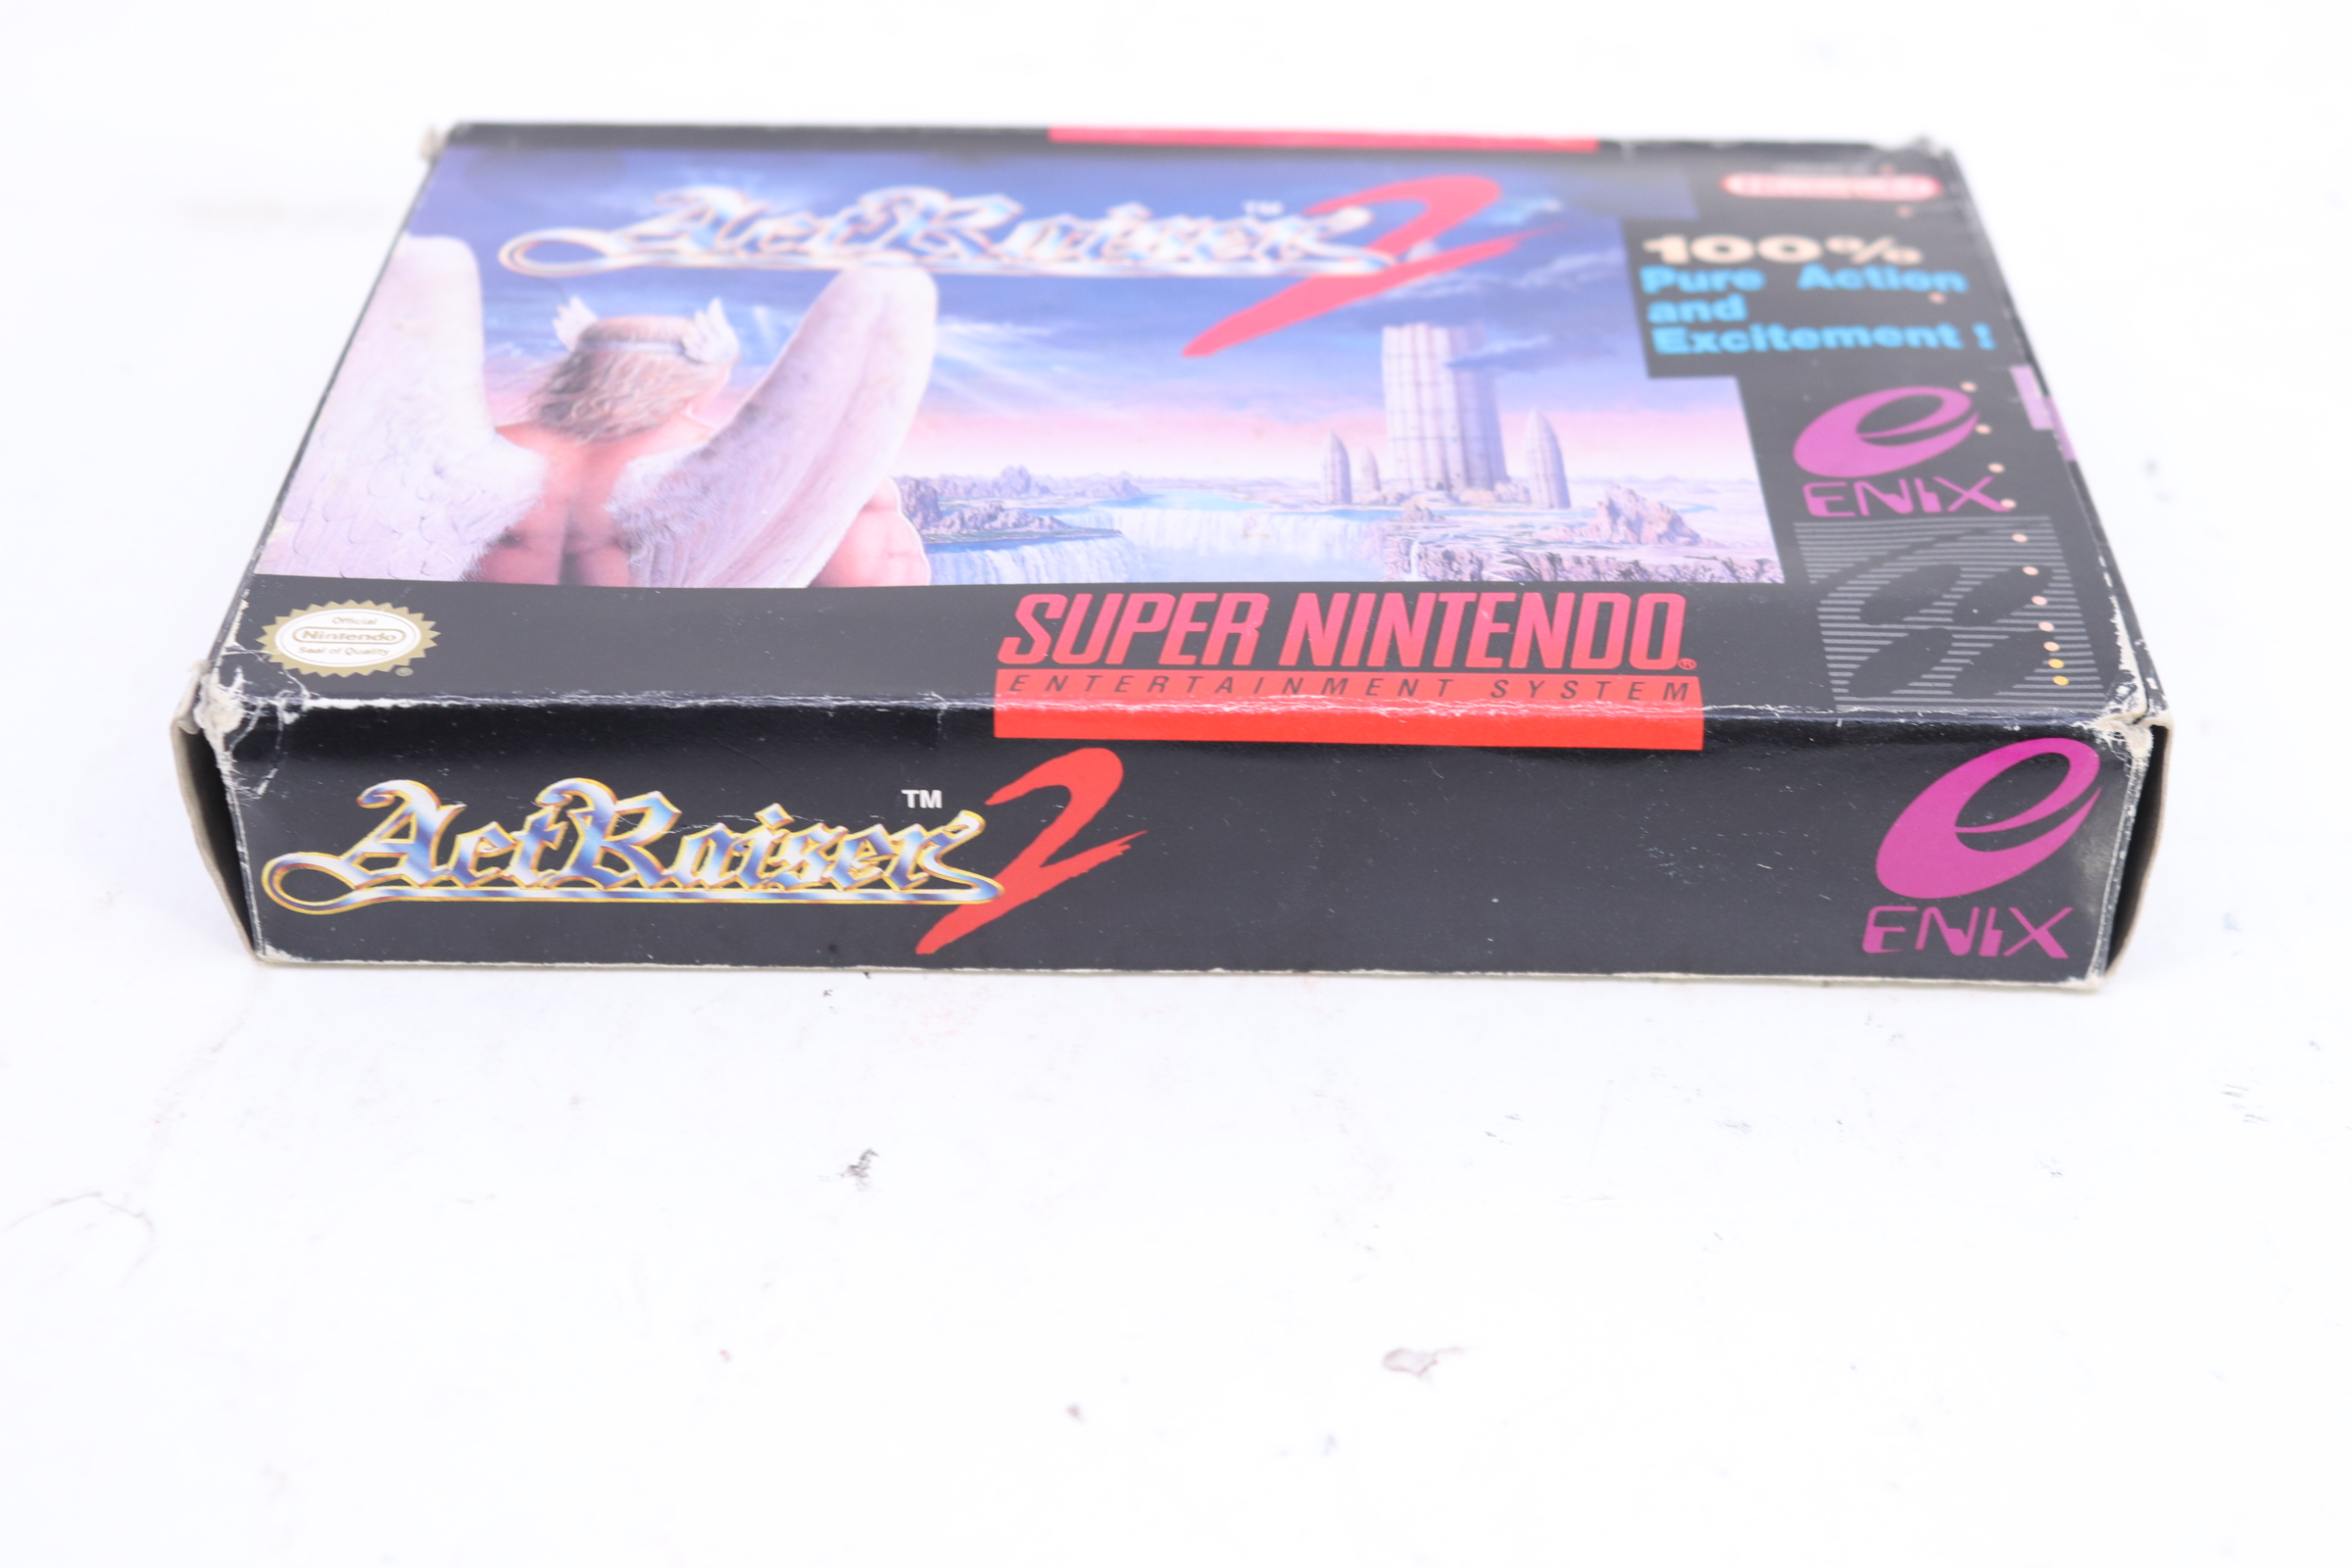 ActRaiser™ 2
100%
Pure Action
and
Excitement!
ENIX
Official
Nintendo
Seal of Quality
®
SUPER NINTENDO®
ENTERTAINMENT SYSTEM
ActRaiser™ 2
ENIX